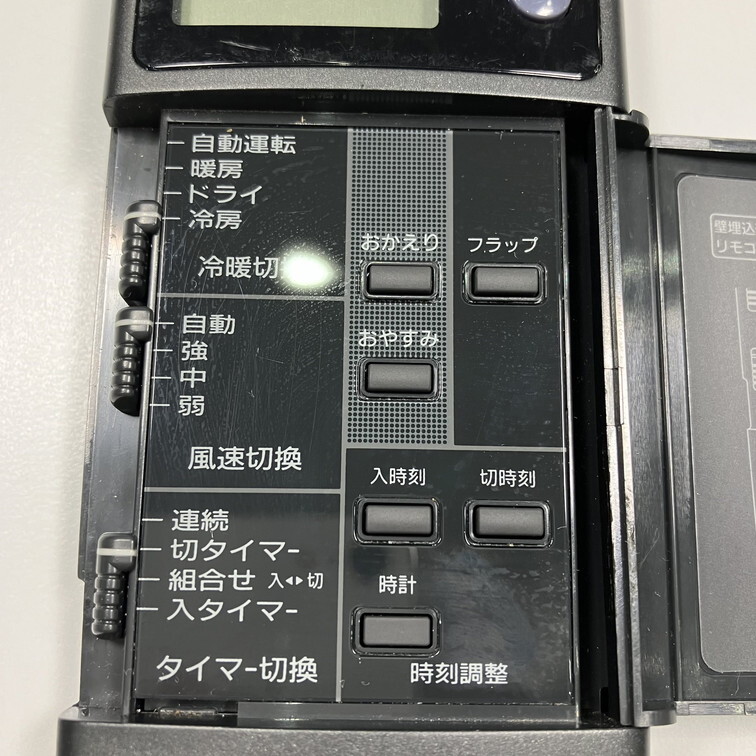 自動運転
暖房
ドライ
冷房
冷暖切
おかえり
フラップ
自動
強
中
弱
おやすみ
風速切換
入時刻
切時刻
連続
切タイマー
組合せ 入◂▸切
入タイマー
時計
タイマー切換
時刻調整
壁埋込
リモコ